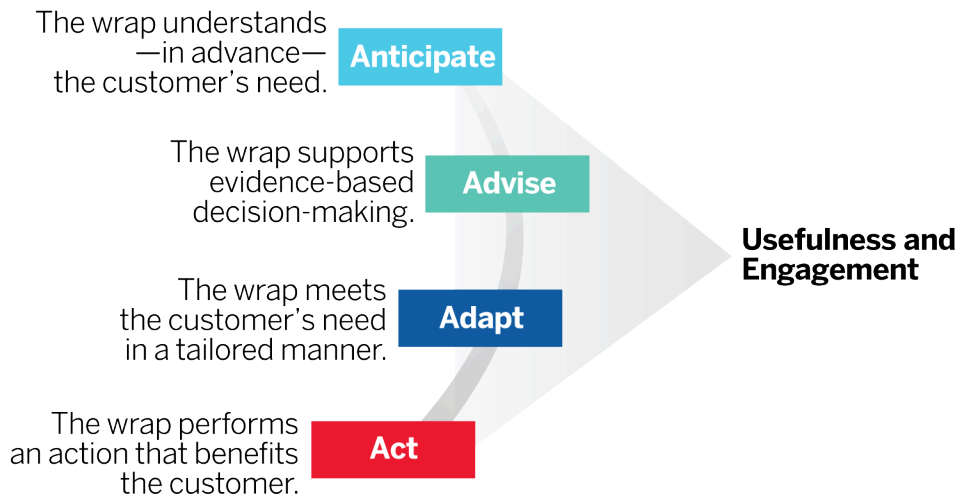 The wrap understands
—in advance—
the customer’s need.
Anticipate
The wrap supports
evidence-based
decision-making.
Advise
Usefulness and
Engagement
The wrap meets
the customer’s need
in a tailored manner.
Adapt
The wrap performs
an action that benefits
the customer.
Act